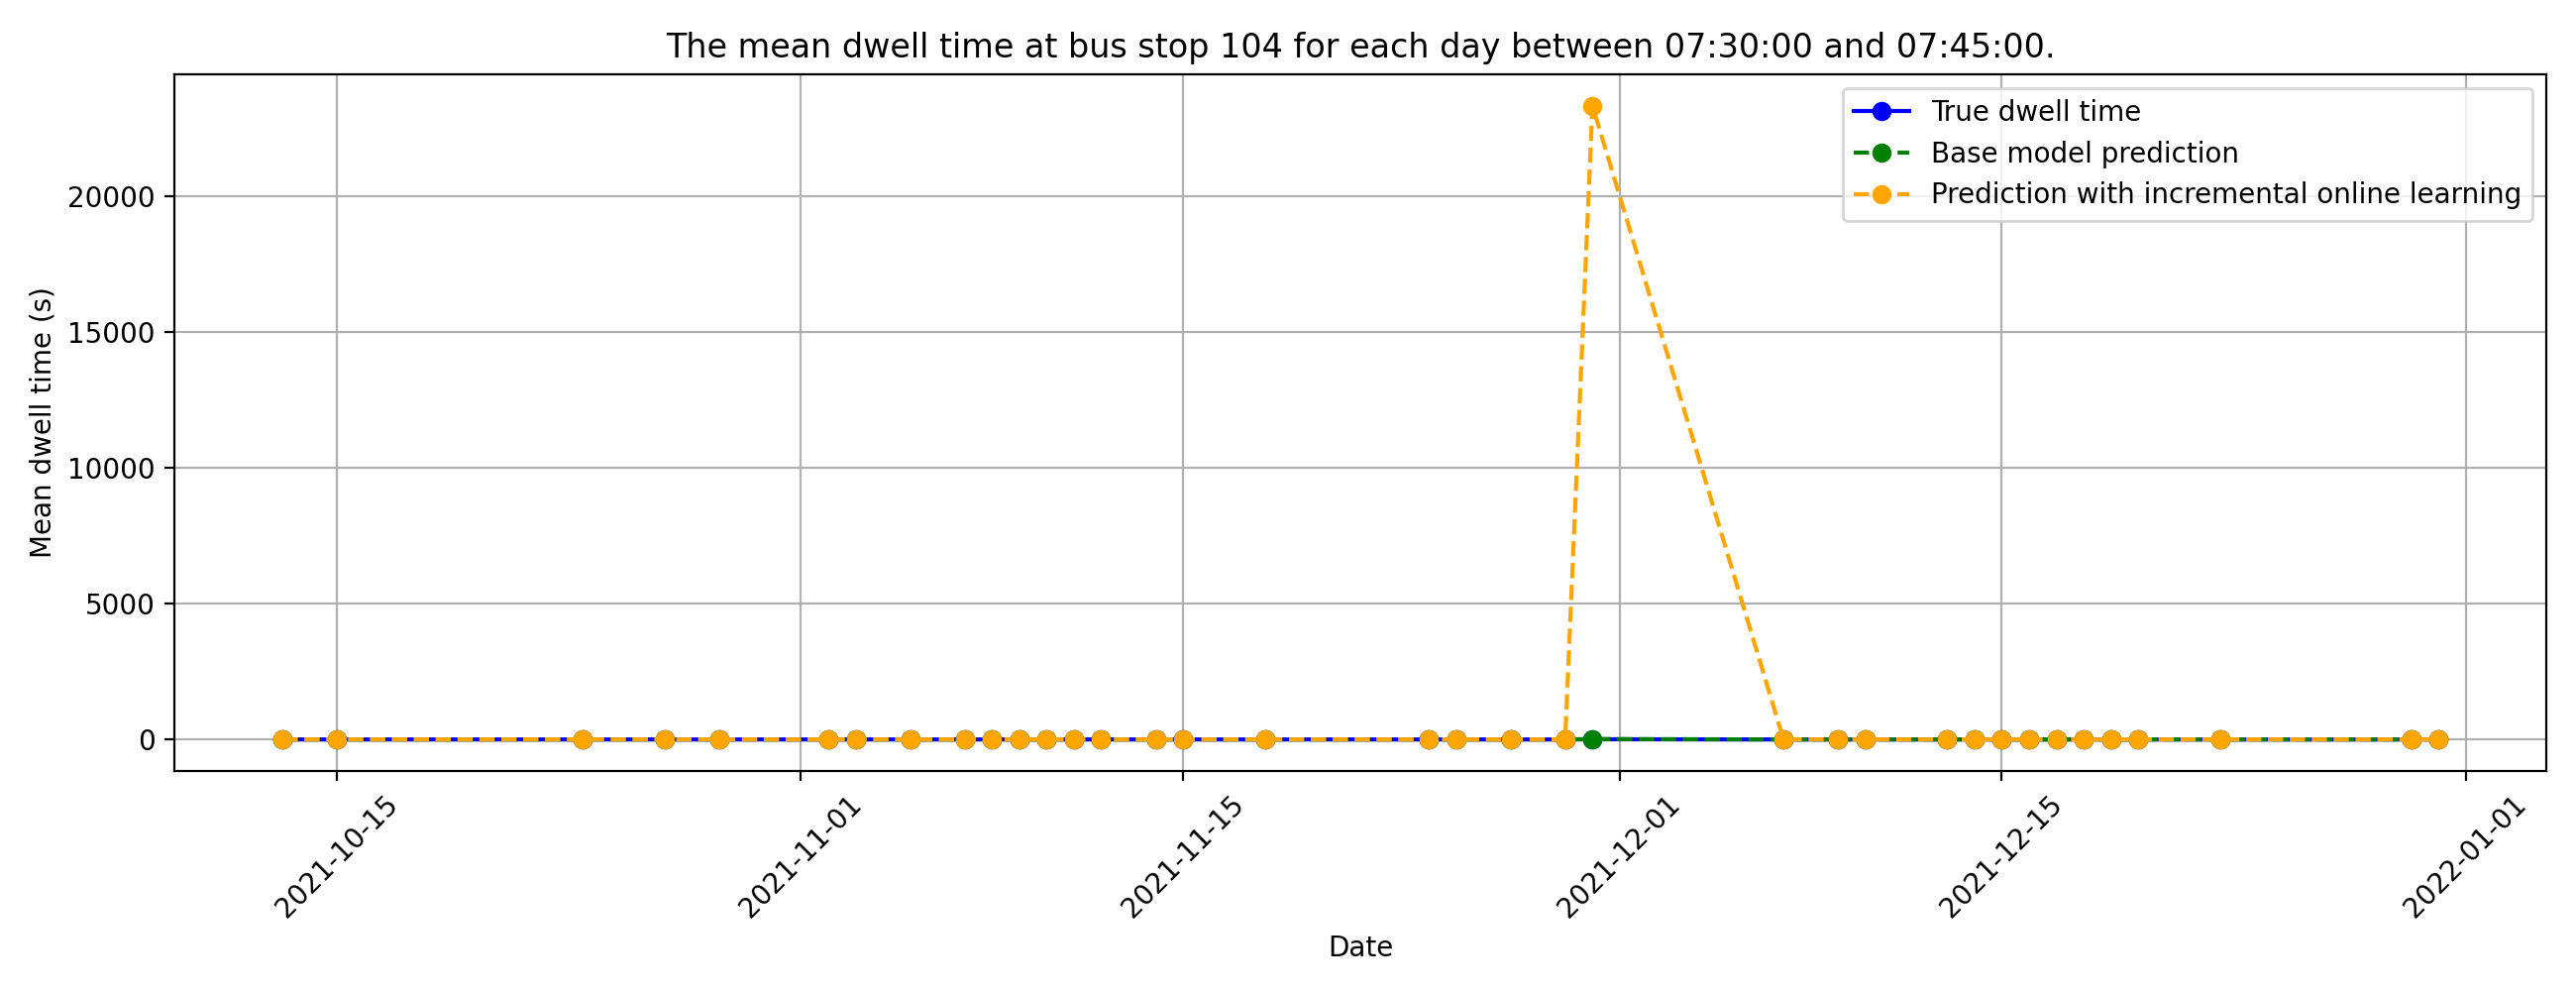 The mean dwell time at bus stop 104 for each day between 07:30:00 and 07:45:00.
True dwell time
Base model prediction
Prediction with incremental online learning
Mean dwell time (s)
20000
15000
10000
5000
0
2021-10-15
2021-11-01
2021-11-15
2021-12-01
2021-12-15
2022-01-01
Date